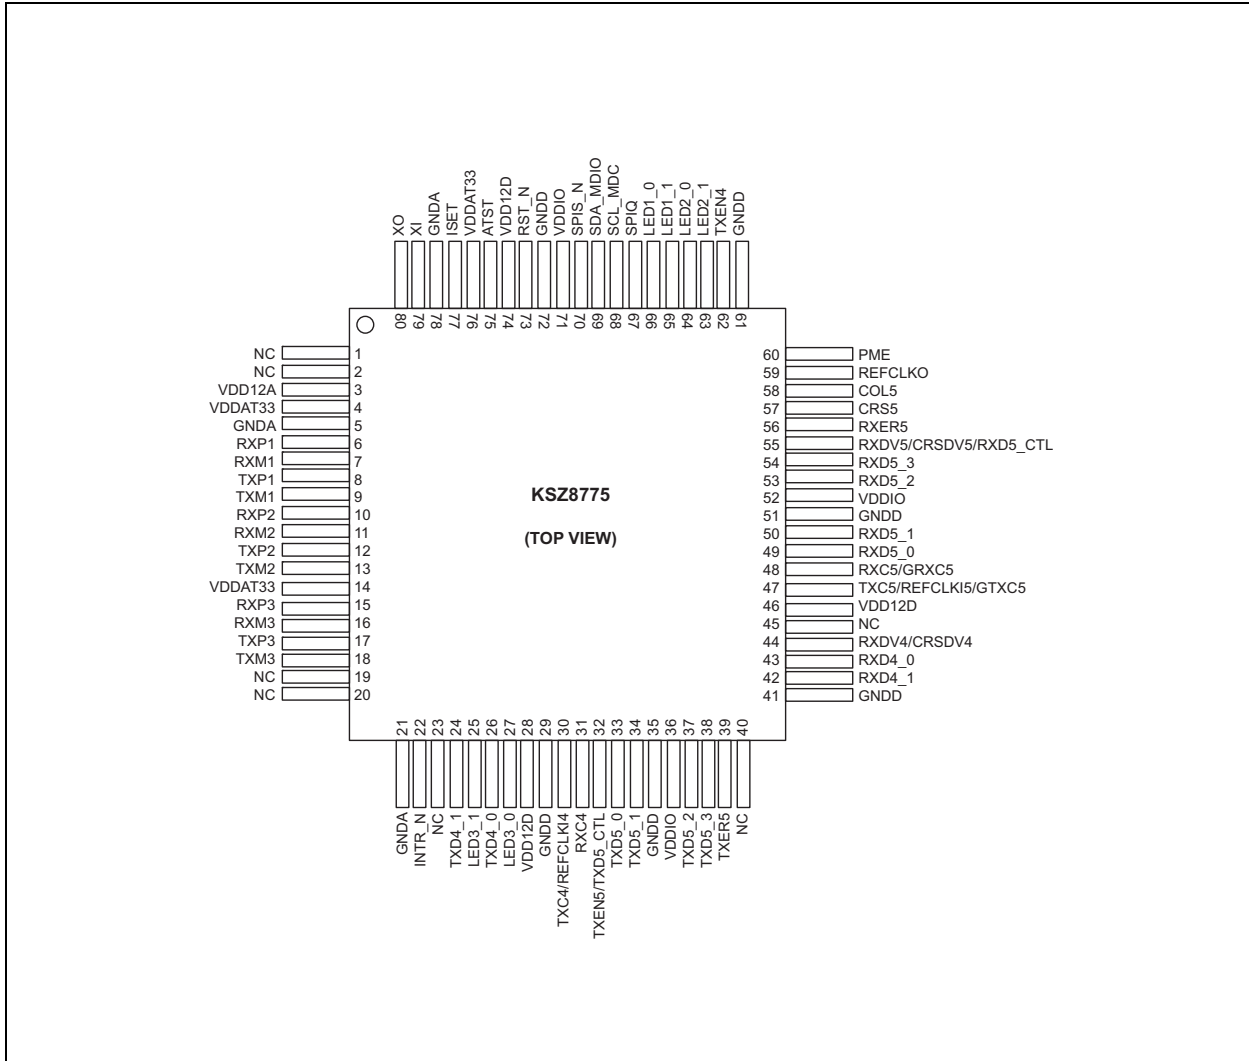 XO
XI
GNDA
ISET
VDDAT33
ATST
VDD12D
RST_N
GNDD
VDDIO
SPIS_N
SDA_MDIO
SCL_MDC
SPIQ
LED1_0
LED1_1
LED2_0
LED2_1
TXEN4
GNDD
80
79
78
77
76
75
74
73
72
71
70
69
68
67
66
65
64
63
62
61
NC 1
NC 2
VDD12A 3
VDDAT33 4
GNDA 5
RXP1 6
RXM1 7
TXP1 8
TXM1 9
RXP2 10
RXM2 11
TXP2 12
TXM2 13
VDDAT33 14
RXP3 15
RXM3 16
TXP3 17
TXM3 18
NC 19
NC 20
KSZ8775
(TOP VIEW)
60 PME
59 REFCLKO
58 COL5
57 CRS5
56 RXER5
55 RXDV5/CRSDV5/RXD5_CTL
54 RXD5_3
53 RXD5_2
52 VDDIO
51 GNDD
50 RXD5_1
49 RXD5_0
48 RXC5/GRXC5
47 TXC5/REFCLKI5/GTXC5
46 VDD12D
45 NC
44 RXDV4/CRSDV4
43 RXD4_0
42 RXD4_1
41 GNDD
21
22
23
24
25
26
27
28
29
30
31
32
33
34
35
36
37
38
39
40
GNDA
INTR_N
NC
TXD4_1
LED3_1
TXD4_0
LED3_0
VDD12D
GNDD
TXC4/REFCLKI4
RXC4
TXEN5/TXD5_CTL
TXD5_0
TXD5_1
GNDD
VDDIO
TXD5_2
TXD5_3
TXER5
NC